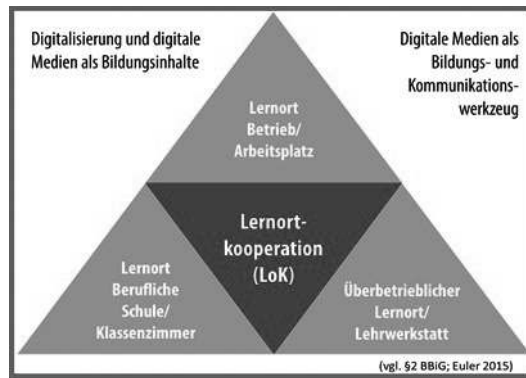 Digitalisierung und digitale
Medien als Bildungsinhalte
Digitale Medien als
Bildungs- und
Kommunikations-
werkzeug
Lernort
Betrieb/
Arbeitsplatz
Lernort-
kooperation
(LoK)
Lernort
Berufliche
Schule/
Klassenzimmer
Überbetrieblicher
Lernort/
Lehrwerkstatt
(vgl. §2 BBiG; Euler 2015)